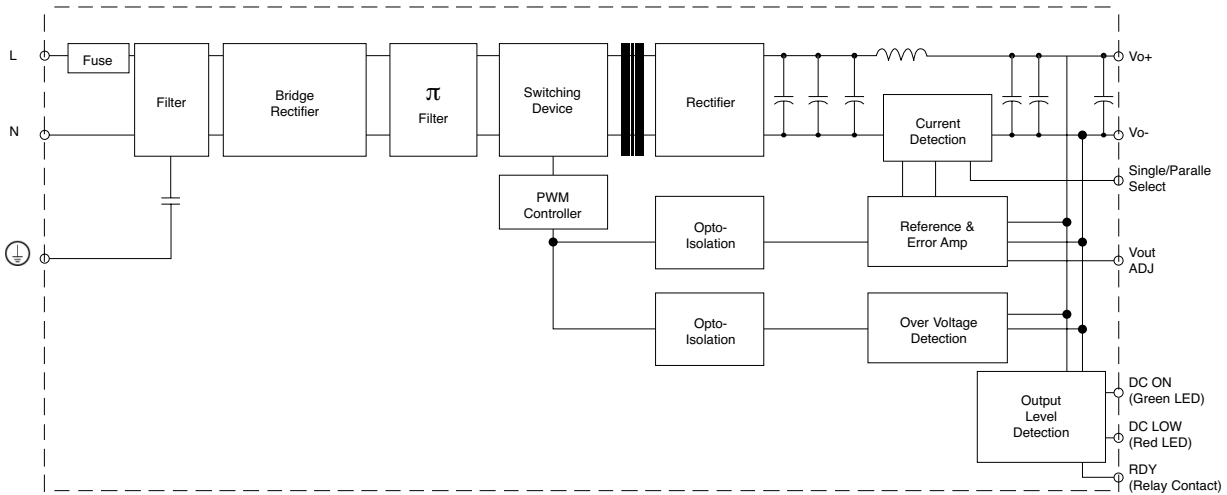 L
Fuse
Filter
Bridge
Rectifier
π
Filter
Switching
Device
Rectifier
Vo+
N
Current
Detection
Vo-
Single/Paralle
Select
PWM
Controller
Opto-
Isolation
Reference &
Error Amp
Vout
ADJ
Opto-
Isolation
Over Voltage
Detection
Output
Level
Detection
DC ON
(Green LED)
DC LOW
(Red LED)
RDY
(Relay Contact)